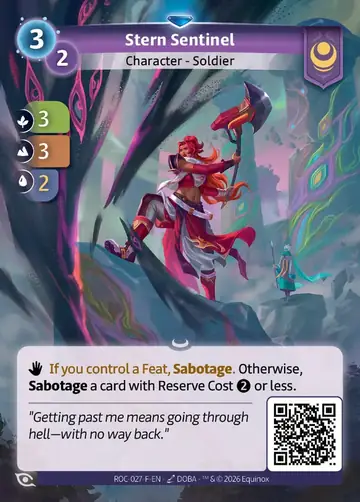 3
2
Stern Sentinel
Character - Soldier
3
3
2
If you control a Feat, Sabotage. Otherwise,
Sabotage a card with Reserve Cost 2 or less.
"Getting past me means going through
hell—with no way back."
ROC-027-F-EN - DOBA - ™ & © 2026 Equinox